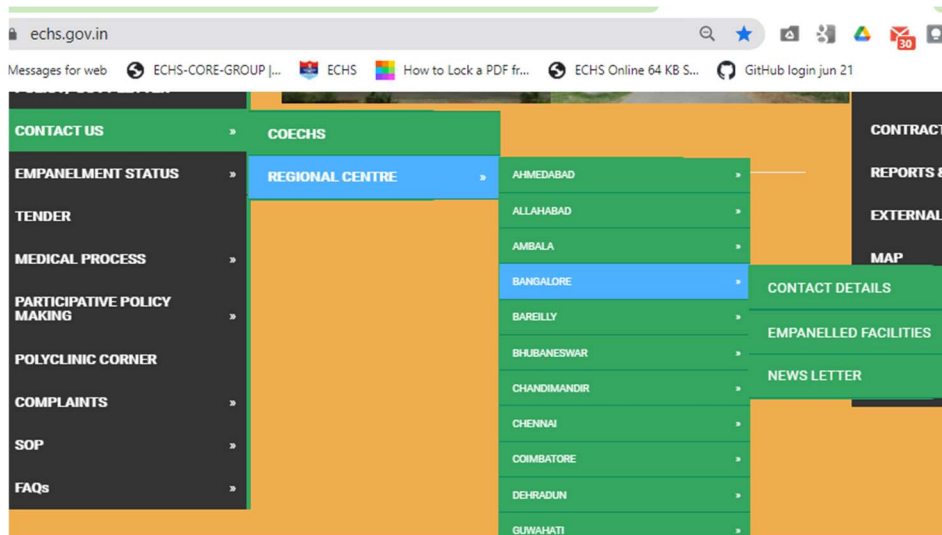 echs.gov.in
30
Messages for web ECHS-CORE-GROUP |... ECHS How to Lock a PDF fr... ECHS Online 64 KB S... GitHub login jun 21
CONTACT US »
EMPANELMENT STATUS »
TENDER
MEDICAL PROCESS »
PARTICIPATIVE POLICY
MAKING »
POLYCLINIC CORNER
COMPLAINTS »
SOP »
FAQs »
COECHS
REGIONAL CENTRE »
AHMEDABAD »
ALLAHABAD »
AMBALA »
BANGALORE »
BAREILLY »
BHUBANESWAR »
CHANDIMANDIR »
CHENNAI »
COIMBATORE »
DEHRADUN »
GUWAHATI »
CONTACT DETAILS
EMPANELLED FACILITIES
NEWS LETTER
CONTRACT
REPORTS &
EXTERNAL
MAP